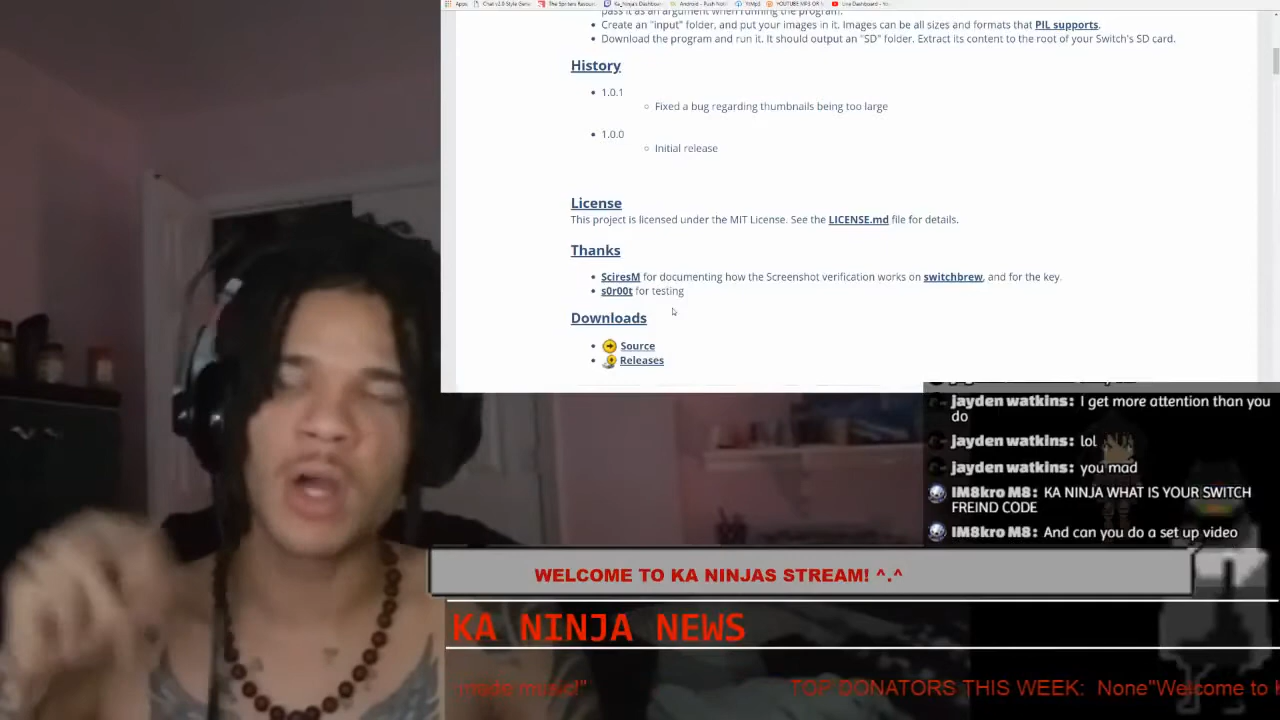 pass it as an argument when running the program.
Create an "input" folder, and put your images in it. Images can be all sizes and formats that PIL supports.
Download the program and run it. It should output an "SD" folder. Extract its content to the root of your Switch's SD card.
History
1.0.1
Fixed a bug regarding thumbnails being too large
1.0.0
Initial release
License
This project is licensed under the MIT License. See the LICENSE.md file for details.
Thanks
SciresM for documenting how the Screenshot verification works on switchbrew, and for the key.
s0r00t for testing
Downloads
Source
Releases
jayden watkins: I get more attention than you
do
jayden watkins: lol
jayden watkins: you mad
IM8kro M8: KA NINJA WHAT IS YOUR SWITCH
FREIND CODE
IM8kro M8: And can you do a set up video
WELCOME TO KA NINJAS STREAM! ^.^
KA NINJA NEWS
made music!" TOP DONATORS THIS WEEK: None"Welcome to